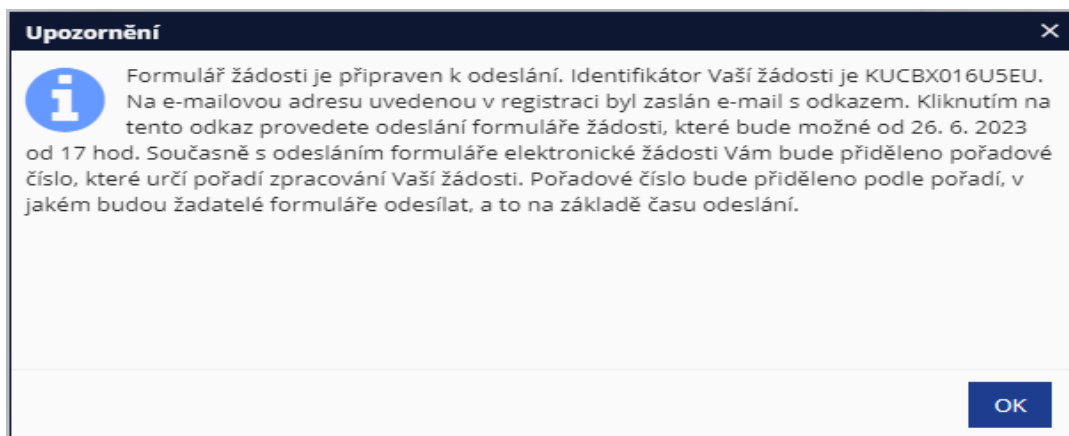 Upozornění
Formulář žádosti je připraven k odeslání. Identifikátor Vaší žádosti je KUCBX016U5EU.
Na e-mailovou adresu uvedenou v registraci byl zaslán e-mail s odkazem. Kliknutím na
tento odkaz provedete odeslání formuláře žádosti, které bude možné od 26. 6. 2023
od 17 hod. Současně s odesláním formuláře elektronické žádosti Vám bude přiděleno pořadové
číslo, které určí pořadí zpracování Vaší žádosti. Pořadové číslo bude přiděleno podle pořadí, v
jakém budou žadatelé formuláře odesílat, a to na základě času odeslání.
OK